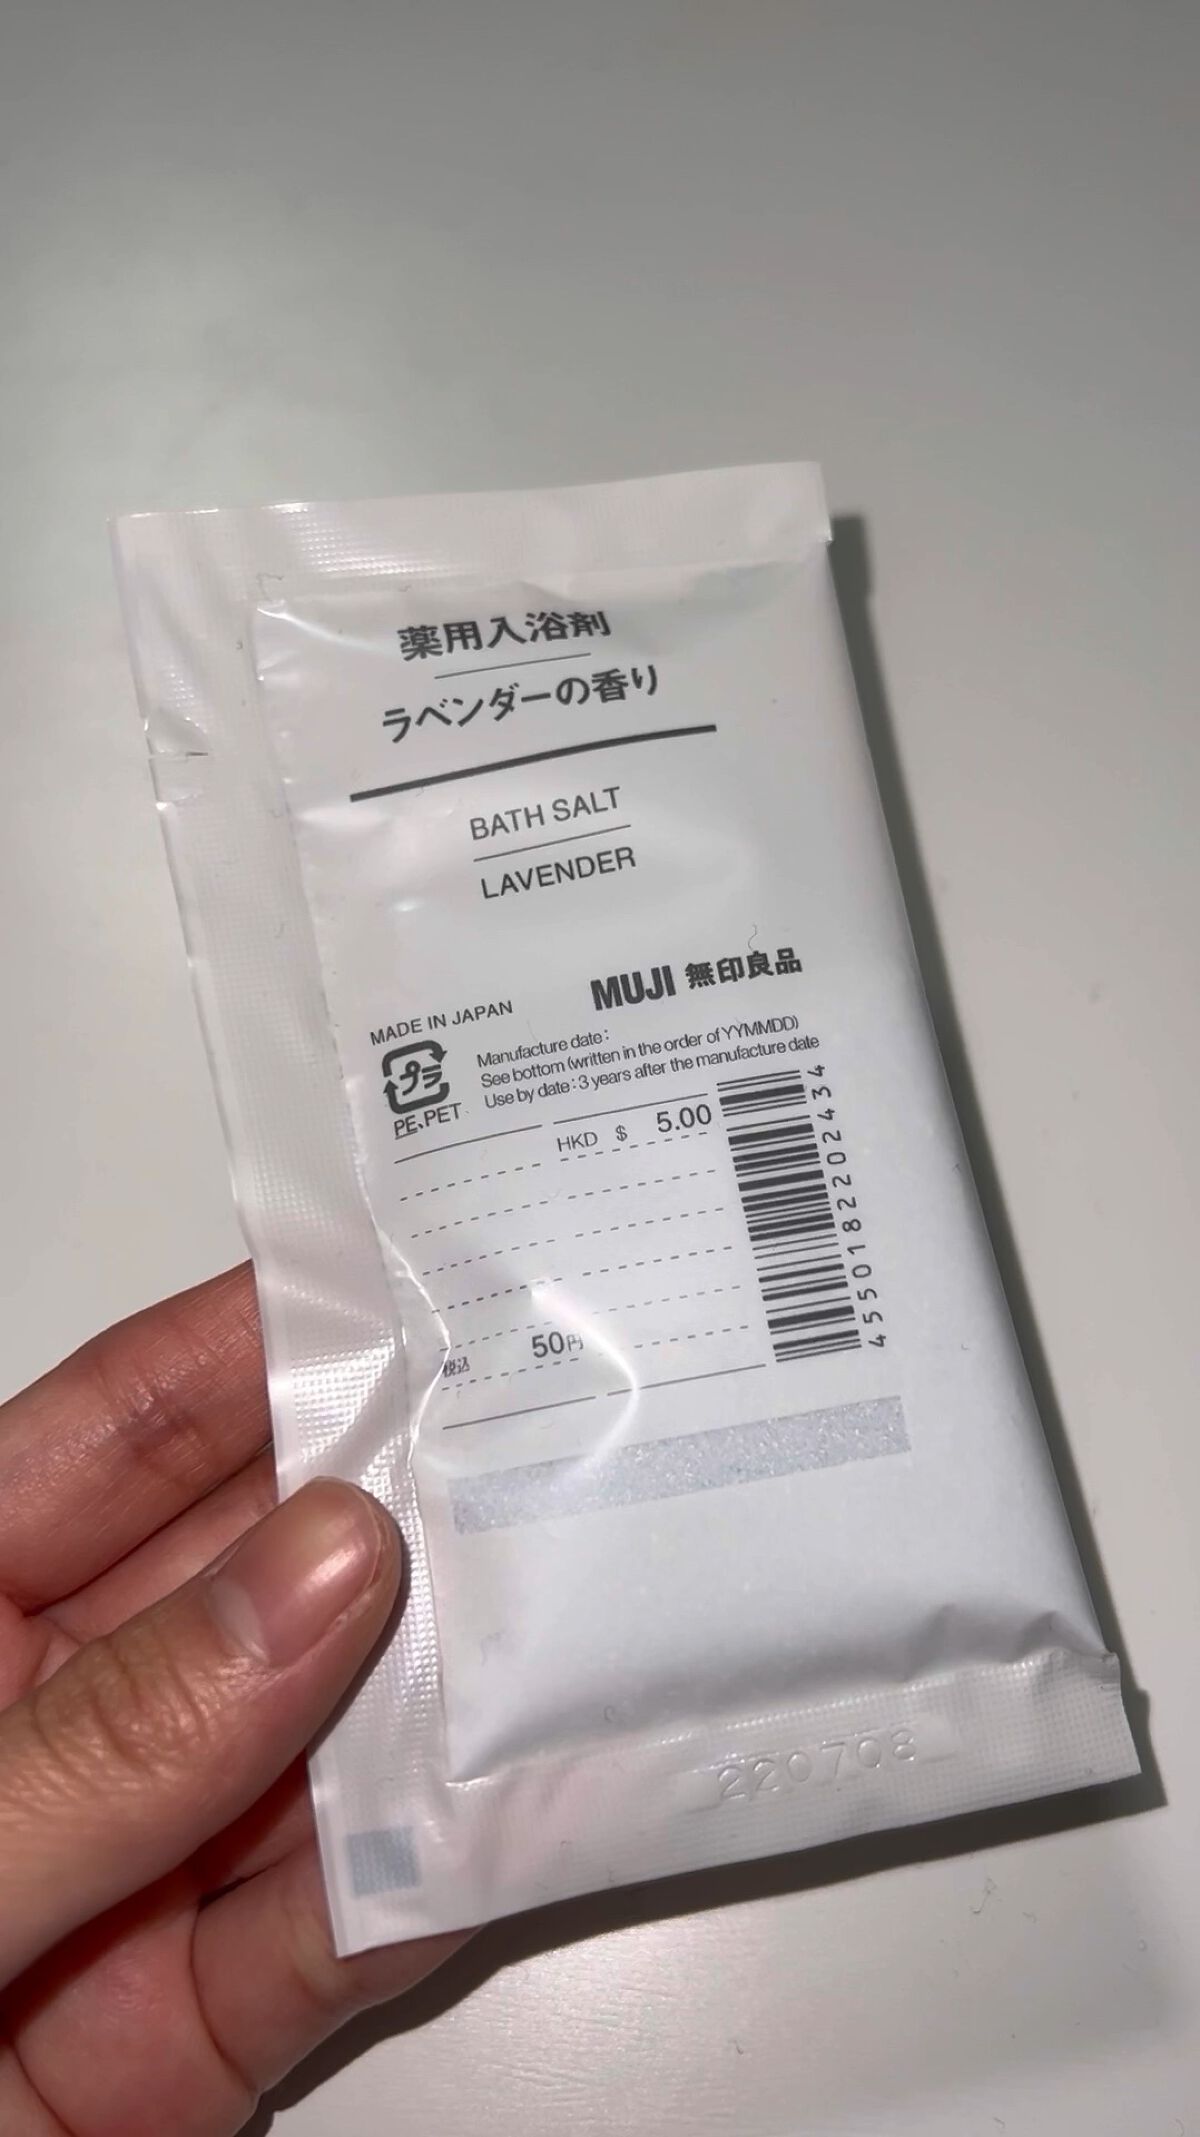 薬用入浴剤
ラベンダーの香り
BATH SALT
LAVENDER
MUJI 無印良品
MADE IN JAPAN
プラ
PE、PET
Manufacture date :
See bottom (written in the order of YYMMDD)
Use by date : 3 years after the manufacture date
HKD $ 5.00
税込 50円
4550182202434
220708